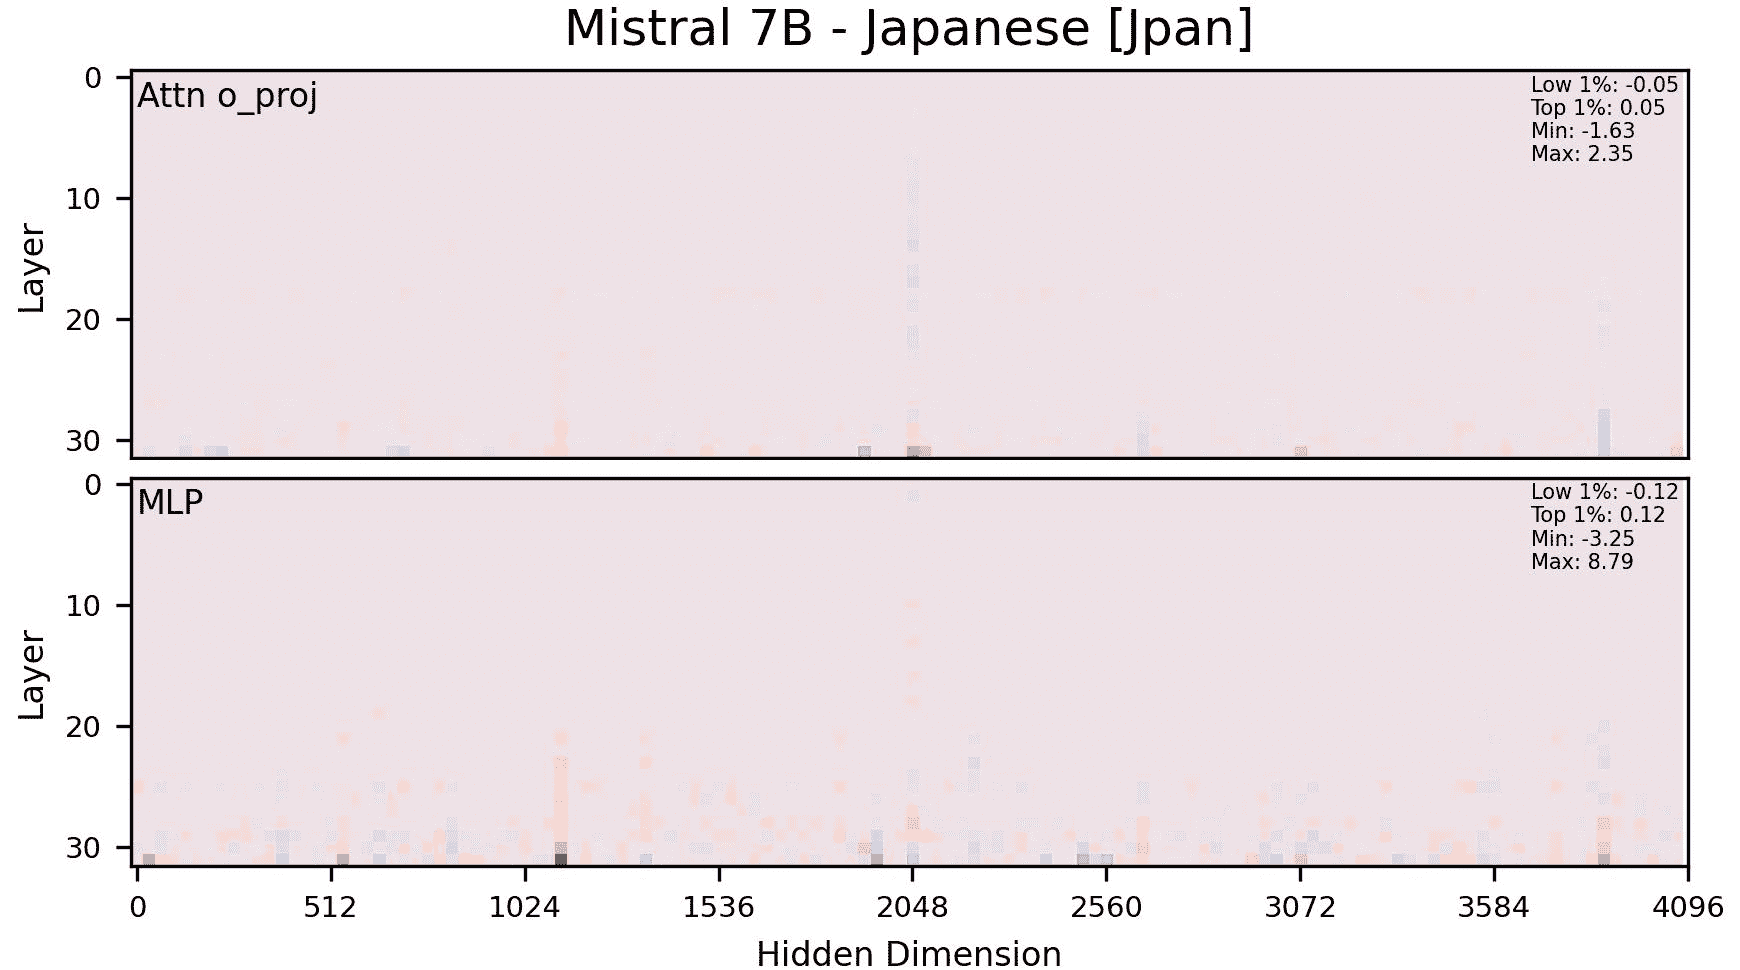 Mistral 7B - Japanese [Jpan]
Attn o_proj
Low 1%: -0.05
Top 1%: 0.05
Min: -1.63
Max: 2.35
0
10
20
30
Layer
MLP
Low 1%: -0.12
Top 1%: 0.12
Min: -3.25
Max: 8.79
0
10
20
30
Layer
0 512 1024 1536 2048 2560 3072 3584 4096
Hidden Dimension